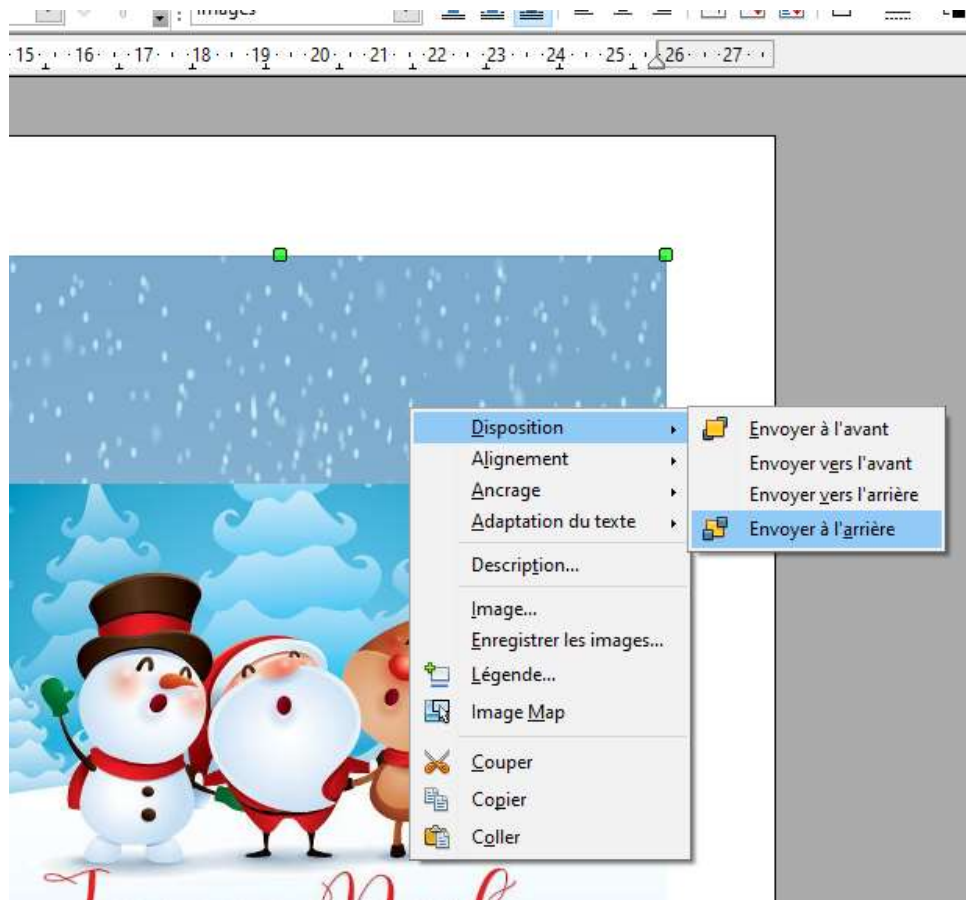 Images
15 16 17 18 19 20 21 22 23 24 25 26 27
Disposition
Alignement
Ancrage
Adaptation du texte
Description...
Image...
Enregistrer les images...
Légende...
Image Map
Couper
Copier
Coller
Envoyer à l'avant
Envoyer vers l'avant
Envoyer vers l'arrière
Envoyer à l'arrière